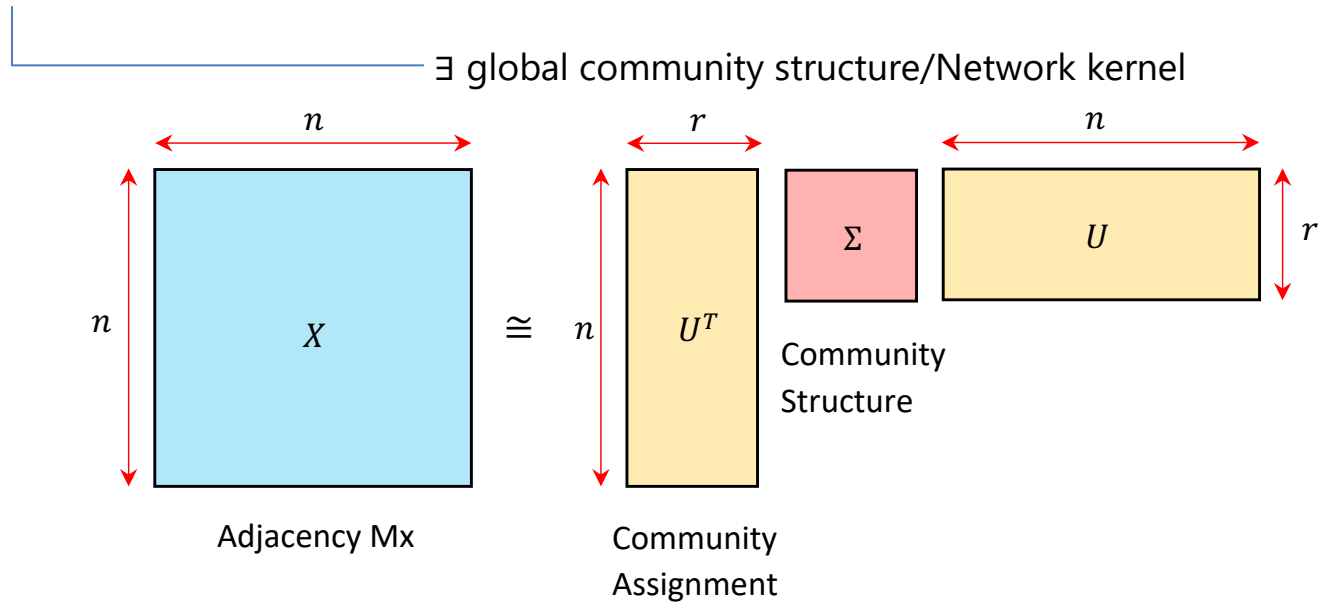 ∃ global community structure/Network kernel
n
r
n
n
X
≅
n
U^T
Σ
U
r
Community
Structure
Adjacency Mx
Community
Assignment